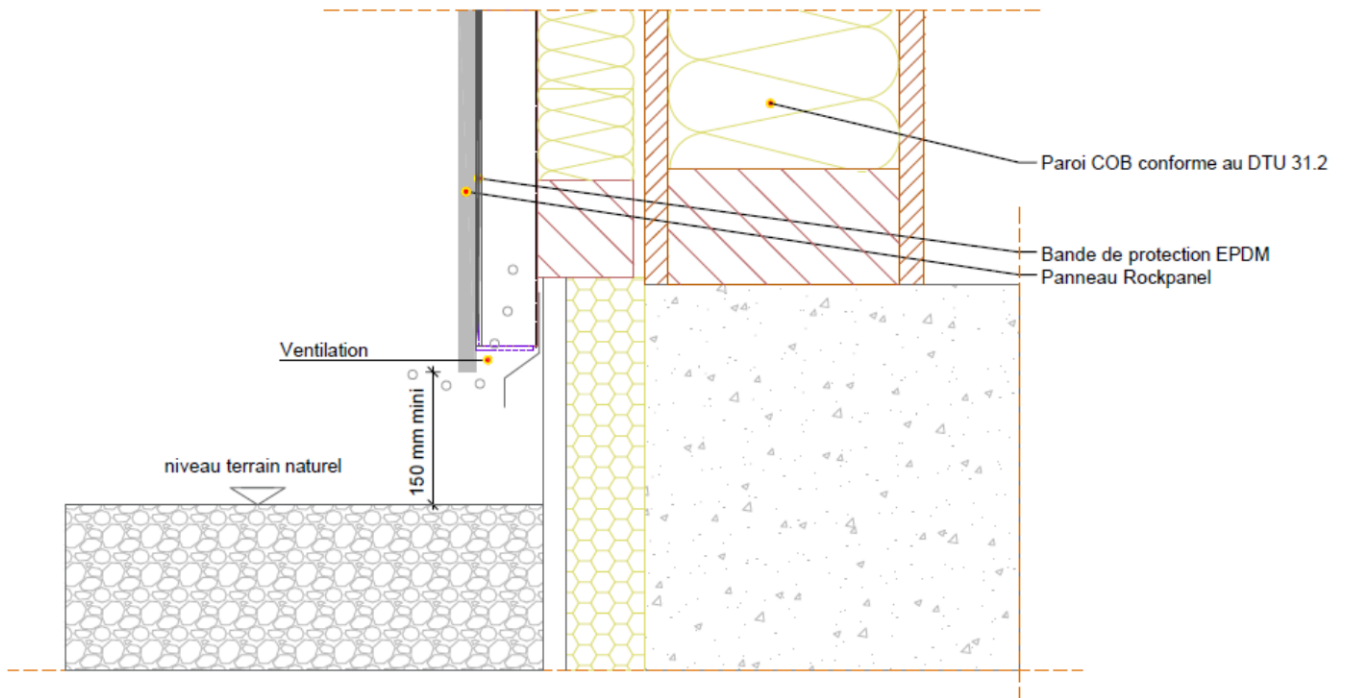 Paroi COB conforme au DTU 31.2
Bande de protection EPDM
Panneau Rockpanel
Ventilation
150 mm mini
niveau terrain naturel